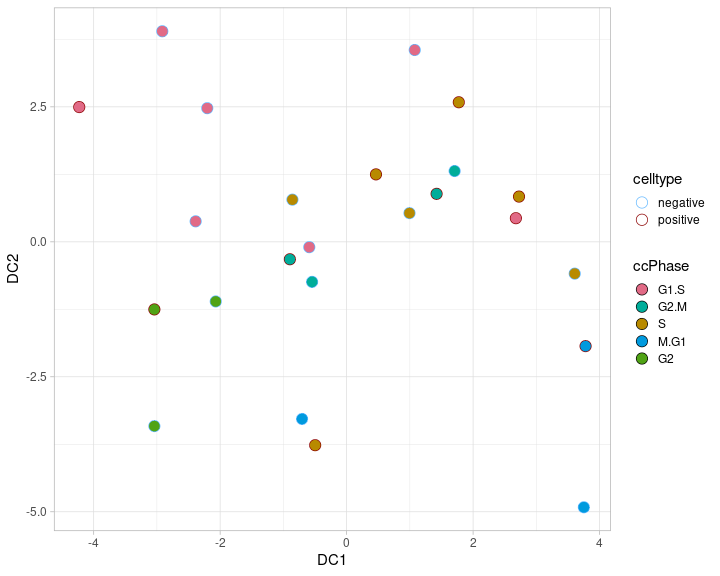 2.5
0.0
-2.5
-5.0
DC2
-4
-2
0
2
4
DC1
celltype
negative
positive
ccPhase
G1.S
G2.M
S
M.G1
G2